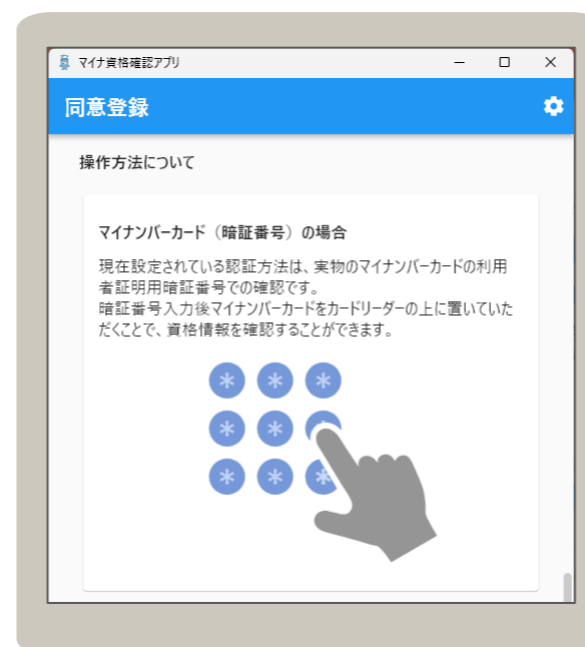 マイナ資格確認アプリ
同意登録
操作方法について
マイナンバーカード（暗証番号）の場合
現在設定されている認証方法は、実物のマイナンバーカードの利用
者証明用暗証番号での確認です。
暗証番号入力後マイナンバーカードをカードリーダーの上に置いていた
だくことで、資格情報を確認することができます。